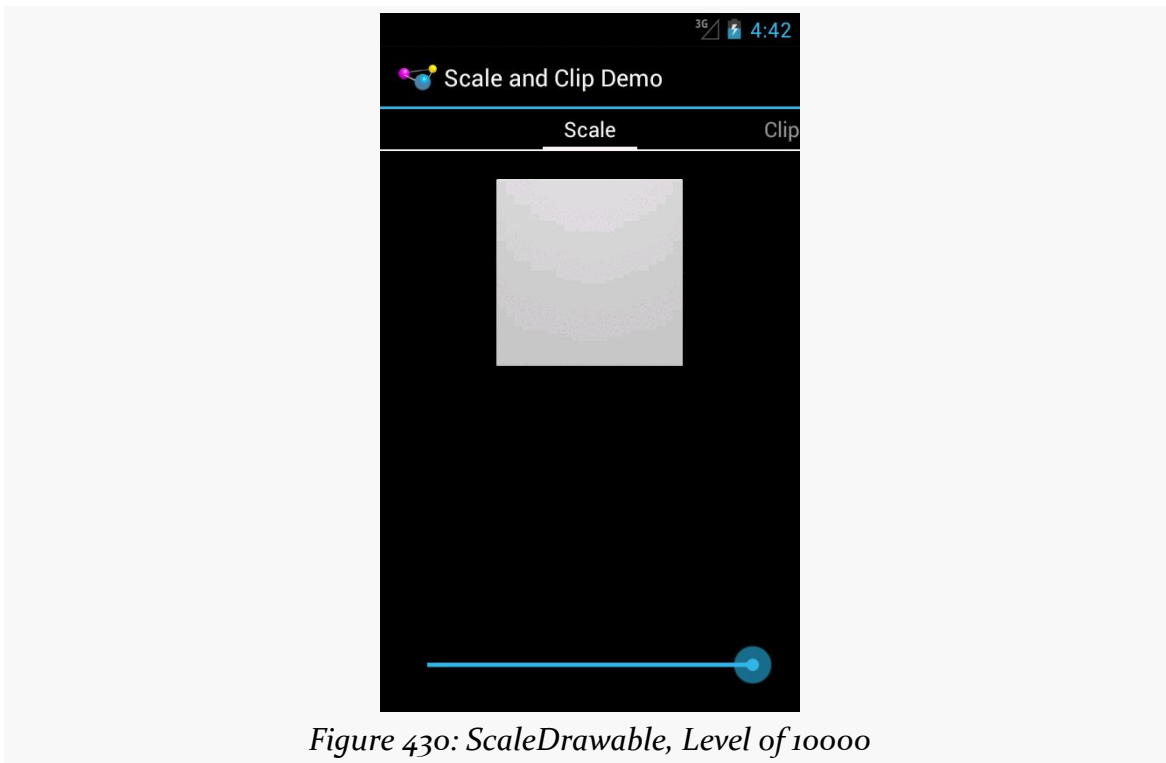 3G 4:42
Scale and Clip Demo
Scale Clip
Figure 430: ScaleDrawable, Level of 10000